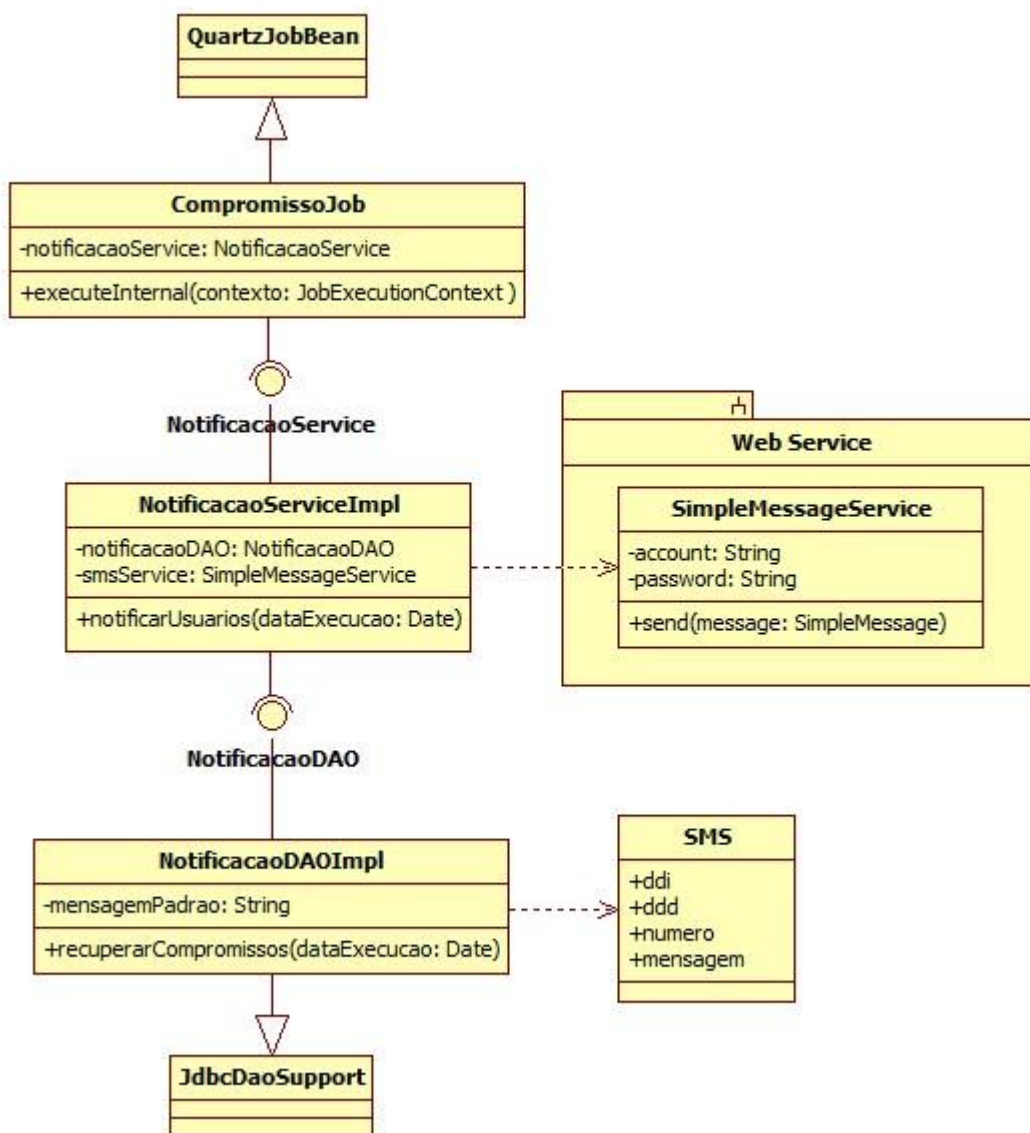 QuartzJobBean
CompromissoJob
-notificacaoService: NotificacaoService
+executeInternal(contexto: JobExecutionContext )
NotificacaoService
NotificacaoServiceImpl
-notificacaoDAO: NotificacaoDAO
-smsService: SimpleMessageService
+notificarUsuarios(dataExecucao: Date)
Web Service
SimpleMessageService
-account: String
-password: String
+send(message: SimpleMessage)
NotificacaoDAO
NotificacaoDAOImpl
-mensagemPadrao: String
+recuperarCompromissos(dataExecucao: Date)
SMS
+ddi
+ddd
+numero
+mensagem
JdbcDaoSupport